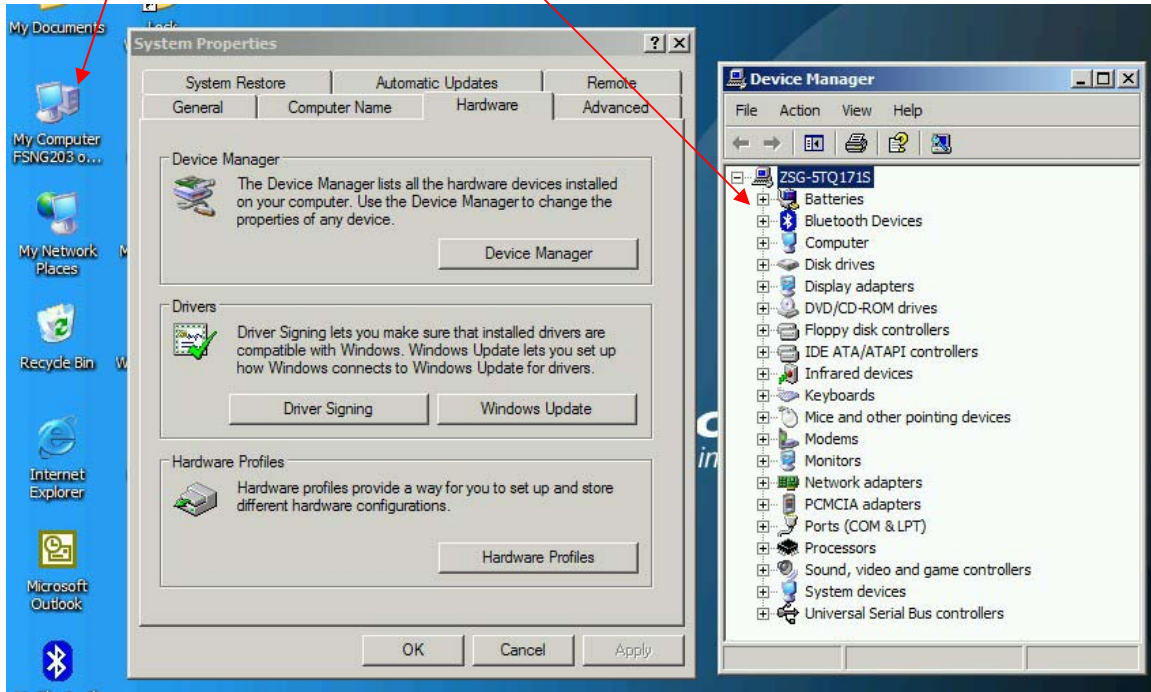 My Documents
Lock
My Computer
FSNG203 o...
My Network
Places
Recycle Bin
Internet
Explorer
Microsoft
Outlook
System Properties
System Restore
Automatic Updates
Remote
General
Computer Name
Hardware
Advanced
Device Manager
The Device Manager lists all the hardware devices installed
on your computer. Use the Device Manager to change the
properties of any device.
Device Manager
Drivers
Driver Signing lets you make sure that installed drivers are
compatible with Windows. Windows Update lets you set up
how Windows connects to Windows Update for drivers.
Driver Signing
Windows Update
Hardware Profiles
Hardware profiles provide a way for you to set up and store
different hardware configurations.
Hardware Profiles
OK
Cancel
Apply
Device Manager
File Action View Help
ZSG-5TQ171S
Batteries
Bluetooth Devices
Computer
Disk drives
Display adapters
DVD/CD-ROM drives
Floppy disk controllers
IDE ATA/ATAPI controllers
Infrared devices
Keyboards
Mice and other pointing devices
Modems
Monitors
Network adapters
PCMCIA adapters
Ports (COM & LPT)
Processors
Sound, video and game controllers
System devices
Universal Serial Bus controllers